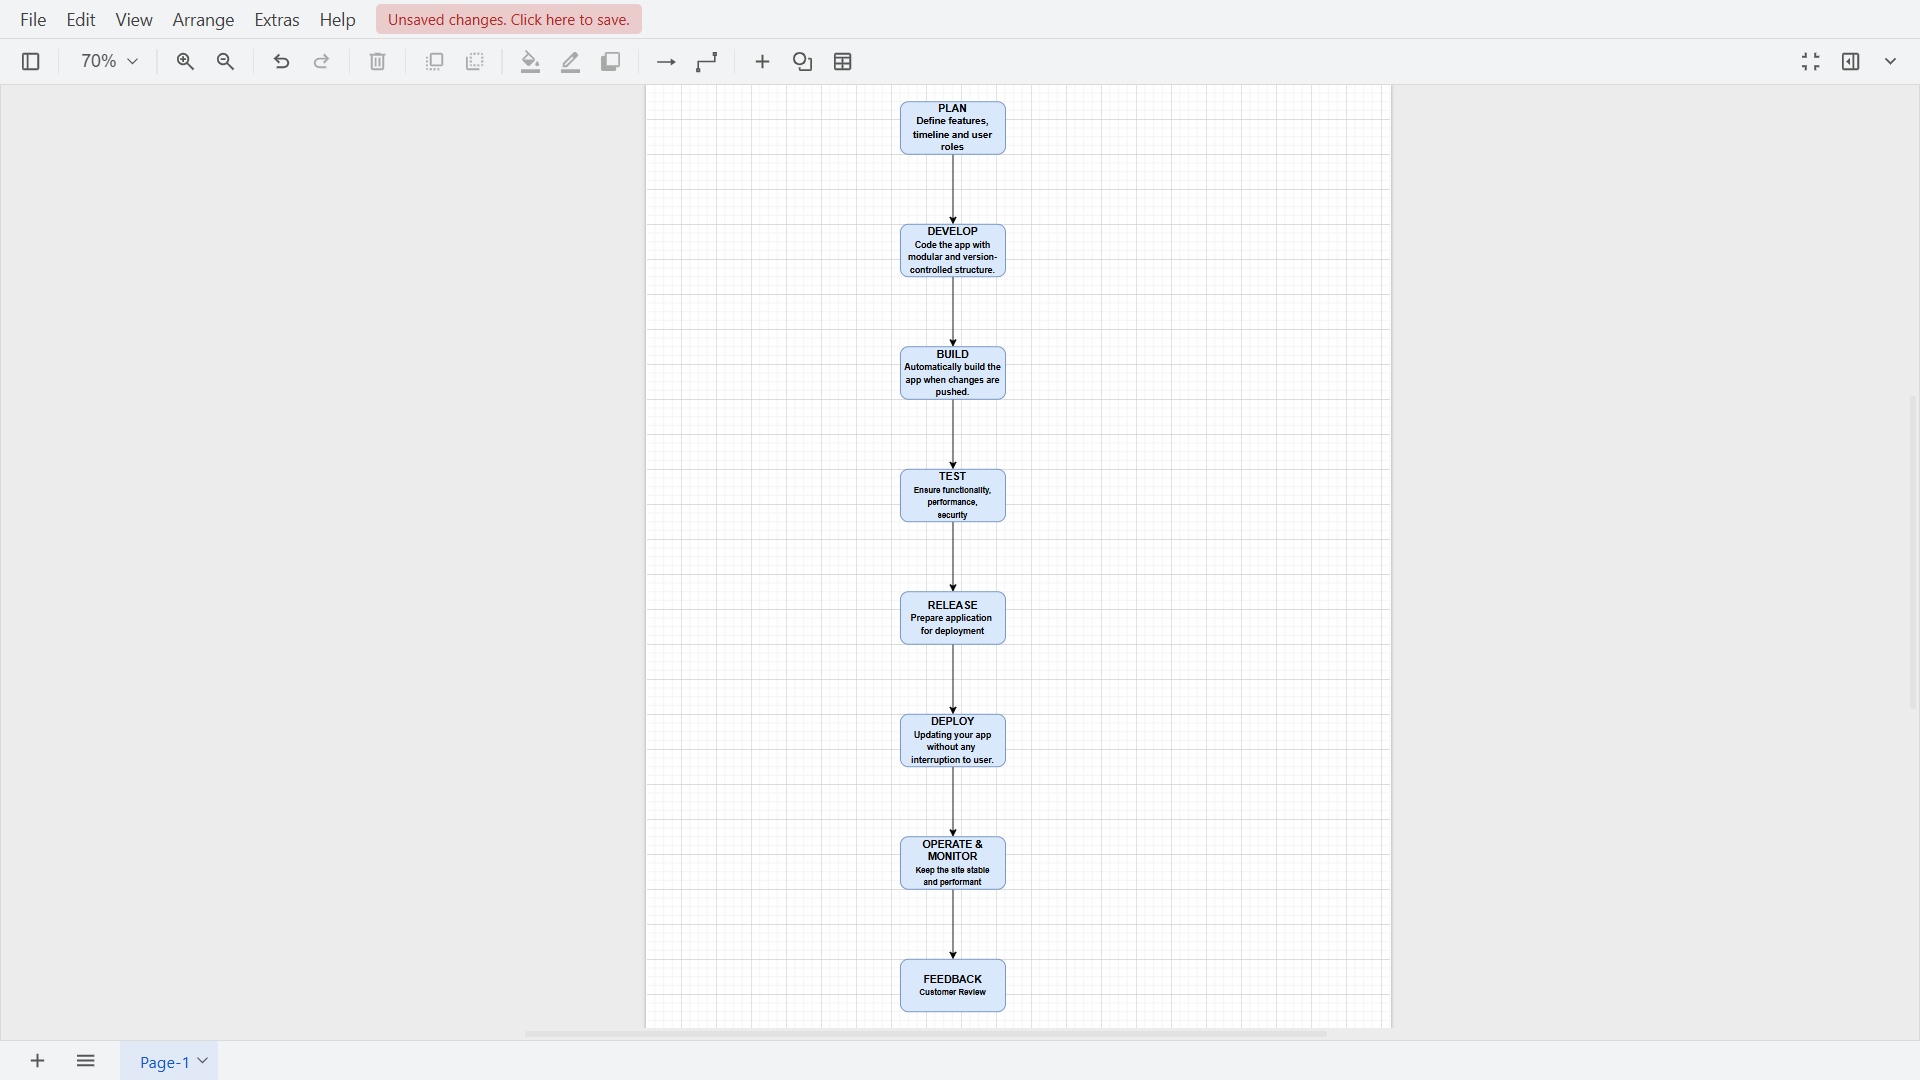 File Edit View Arrange Extras Help Unsaved changes. Click here to save.
70%
PLAN
Define features,
timeline and user
roles
DEVELOP
Code the app with
modular and version-
controlled structure.
BUILD
Automatically build the
app when changes are
pushed.
TEST
Ensure functionality,
performance,
security
RELEASE
Prepare application
for deployment
DEPLOY
Updating your app
without any
interruption to user.
OPERATE &
MONITOR
Keep the site stable
and performant
FEEDBACK
Customer Review
Page-1